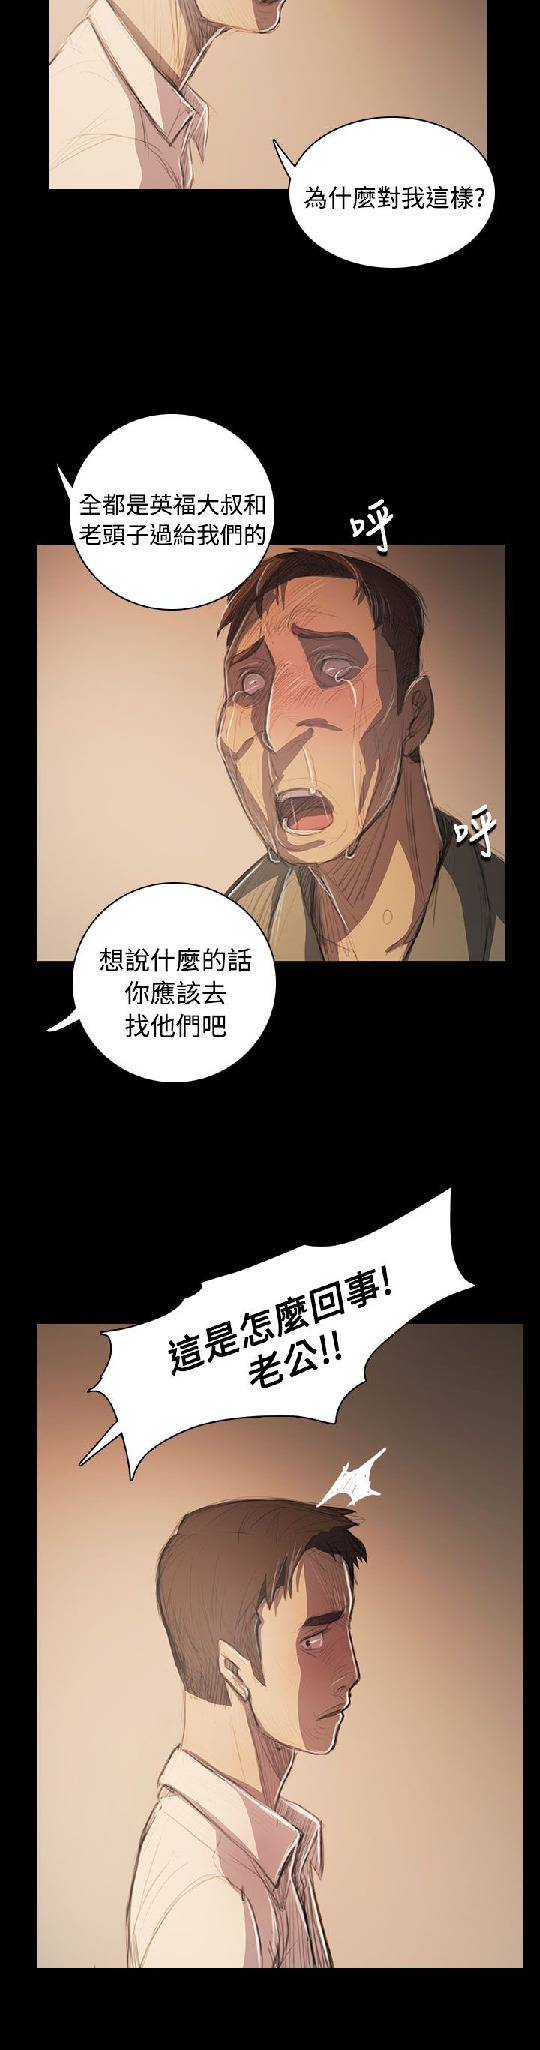 為什麼對我這樣?
全都是英福大叔和
老頭子過給我們的
呼
呼
想說什麼的話
你應該去
找他們吧
這是怎麼回事!
老公!!